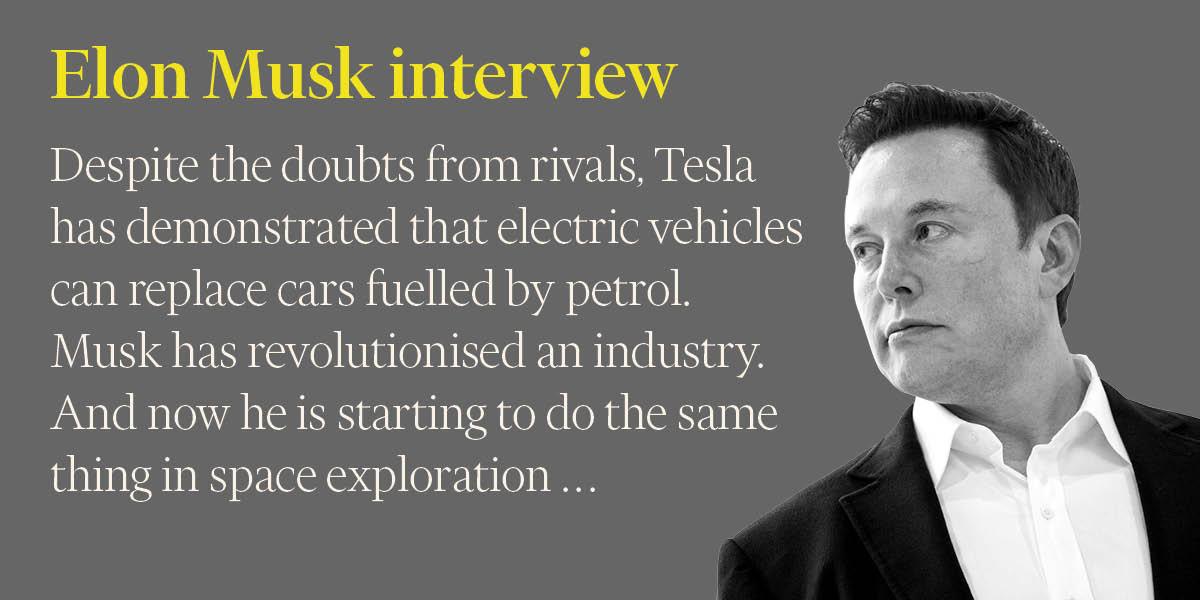 Elon Musk interview
Despite the doubts from rivals, Tesla
has demonstrated that electric vehicles
can replace cars fuelled by petrol.
Musk has revolutionised an industry.
And now he is starting to do the same
thing in space exploration …